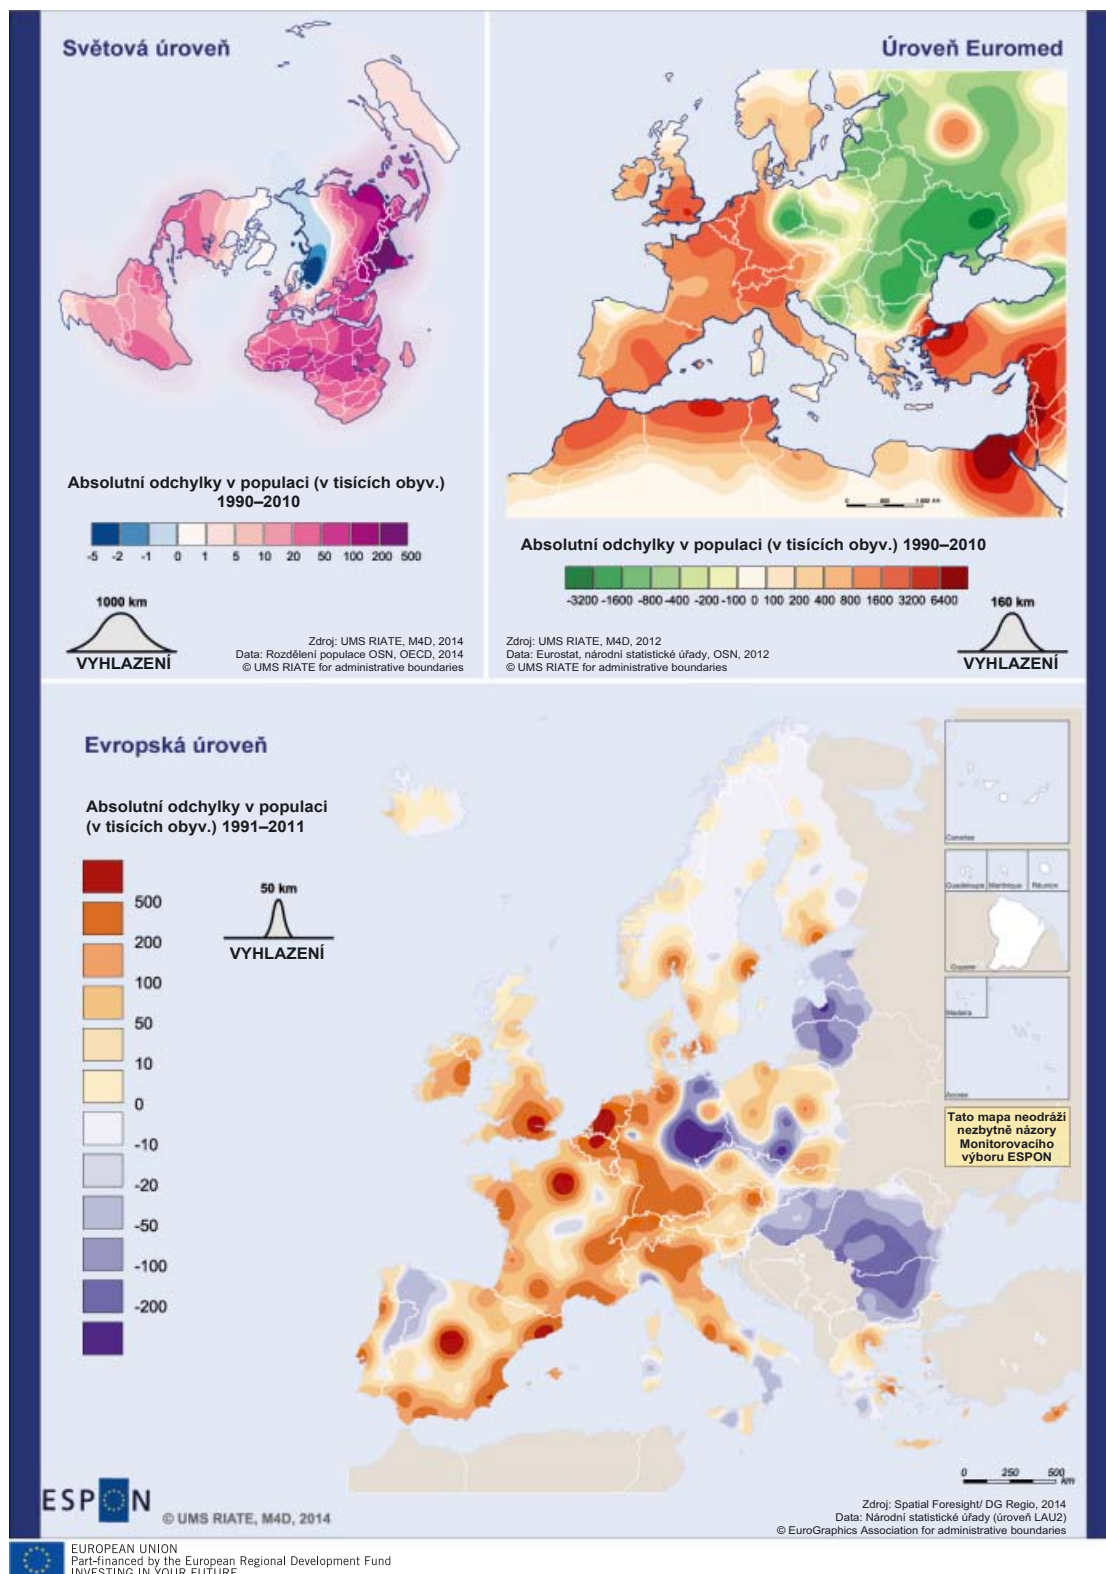 Světová úroveň
Absolutní odchylky v populaci (v tisících obyv.)
1990–2010
-5 -2 -1 0 1 5 10 20 50 100 200 500
1000 km
VYHLAZENÍ
Zdroj: UMS RIATE, M4D, 2014
Data: Rozdělení populace OSN, OECD, 2014
© UMS RIATE for administrative boundaries
Úroveň Euromed
Absolutní odchylky v populaci (v tisících obyv.) 1990–2010
-3200 -1600 -800 -400 -200 -100 0 100 200 400 800 1600 3200 6400
160 km
VYHLAZENÍ
Zdroj: UMS RIATE, M4D, 2012
Data: Eurostat, národní statistické úřady, OSN, 2012
© UMS RIATE for administrative boundaries
Evropská úroveň
Absolutní odchylky v populaci
(v tisících obyv.) 1991–2011
500
200
100
50
10
0
-10
-20
-50
-100
-200
50 km
VYHLAZENÍ
Canarias
Guadeloupe Martinique Réunion
Guyane
Madeira
Açores
Tato mapa neodráží
nezbytně názory
Monitorovacího
výboru ESPON
0 250 500
km
ESPON
© UMS RIATE, M4D, 2014
Zdroj: Spatial Foresight/ DG Regio, 2014
Data: Národní statistické úřady (úroveň LAU2)
© EuroGraphics Association for administrative boundaries
EUROPEAN UNION
Part-financed by the European Regional Development Fund
INVESTING IN YOUR FUTURE